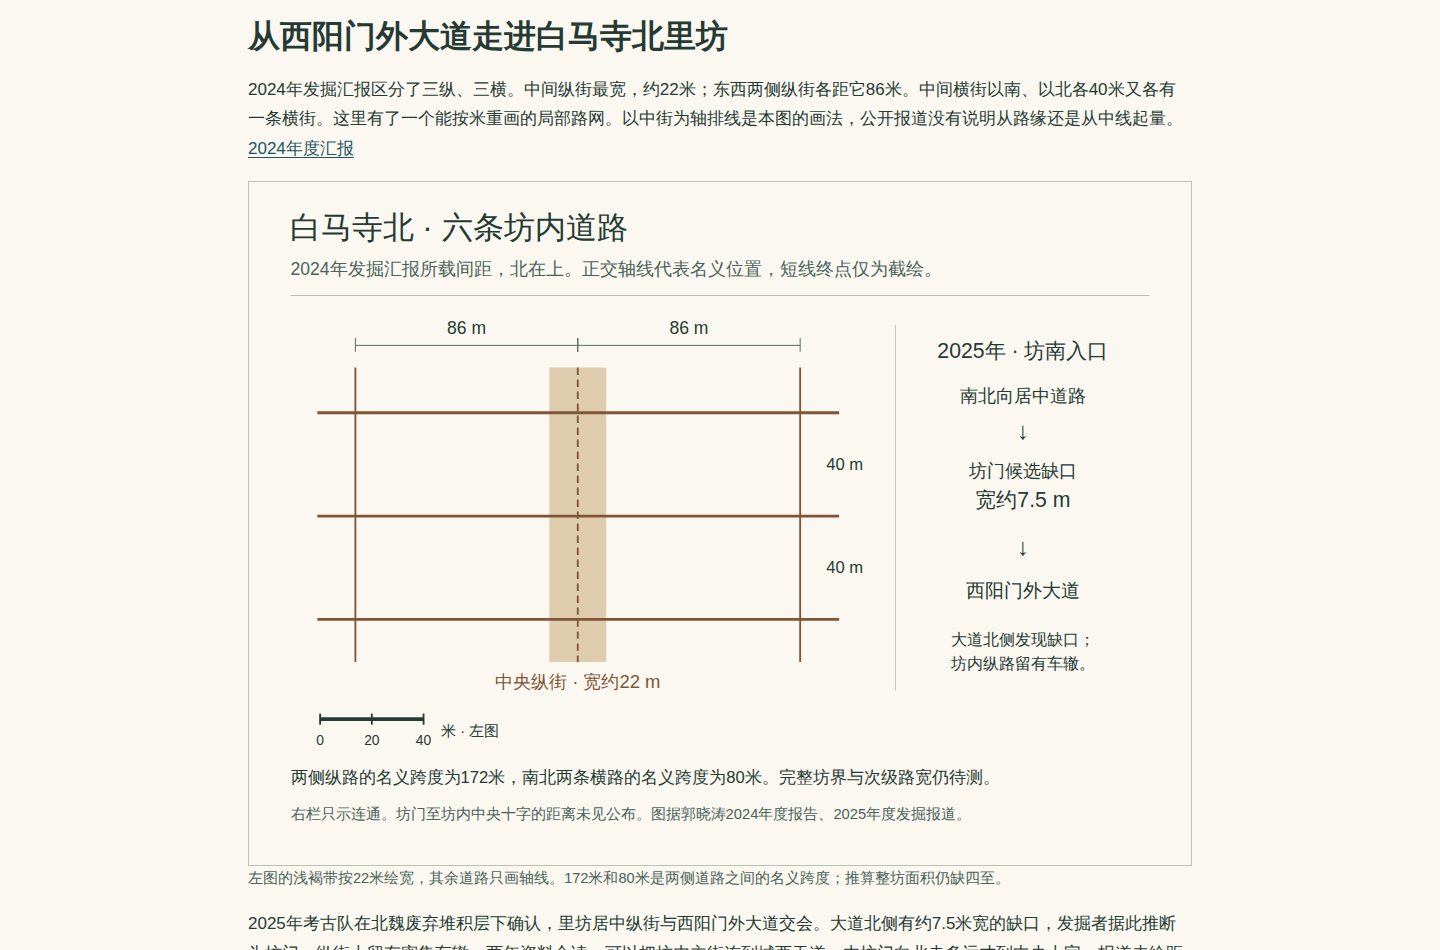 从西阳门外大道走进白马寺北里坊
2024年发掘汇报区分了三纵、三横。中间纵街最宽，约22米；东西两侧纵街各距它86米。中间横街以南、以北各40米又各有
一条横街。这里有了一个能按米重画的局部路网。以中街为轴排线是本图的画法，公开报道没有说明从路缘还是从中线起量。
2024年度汇报
白马寺北 · 六条坊内道路
2024年发掘汇报所载间距，北在上。正交轴线代表名义位置，短线终点仅为截绘。
86 m
86 m
40 m
40 m
中央纵街 · 宽约22 m
0
20
40
米 · 左图
2025年 · 坊南入口
南北向居中道路
↓
坊门候选缺口
宽约7.5 m
↓
西阳门外大道
大道北侧发现缺口；
坊内纵路留有车辙。
两侧纵路的名义跨度为172米，南北两条横路的名义跨度为80米。完整坊界与次级路宽仍待测。
右栏只示连通。坊门至坊内中央十字的距离未见公布。图据郭晓涛2024年度报告、2025年度发掘报道。
左图的浅褐带按22米绘宽，其余道路只画轴线。172米和80米是两侧道路之间的名义跨度；推算整坊面积仍缺四至。
2025年考古队在北魏废弃堆积层下确认，里坊居中纵街与西阳门外大道交会。大道北侧有约7.5米宽的缺口，发掘者据此推断